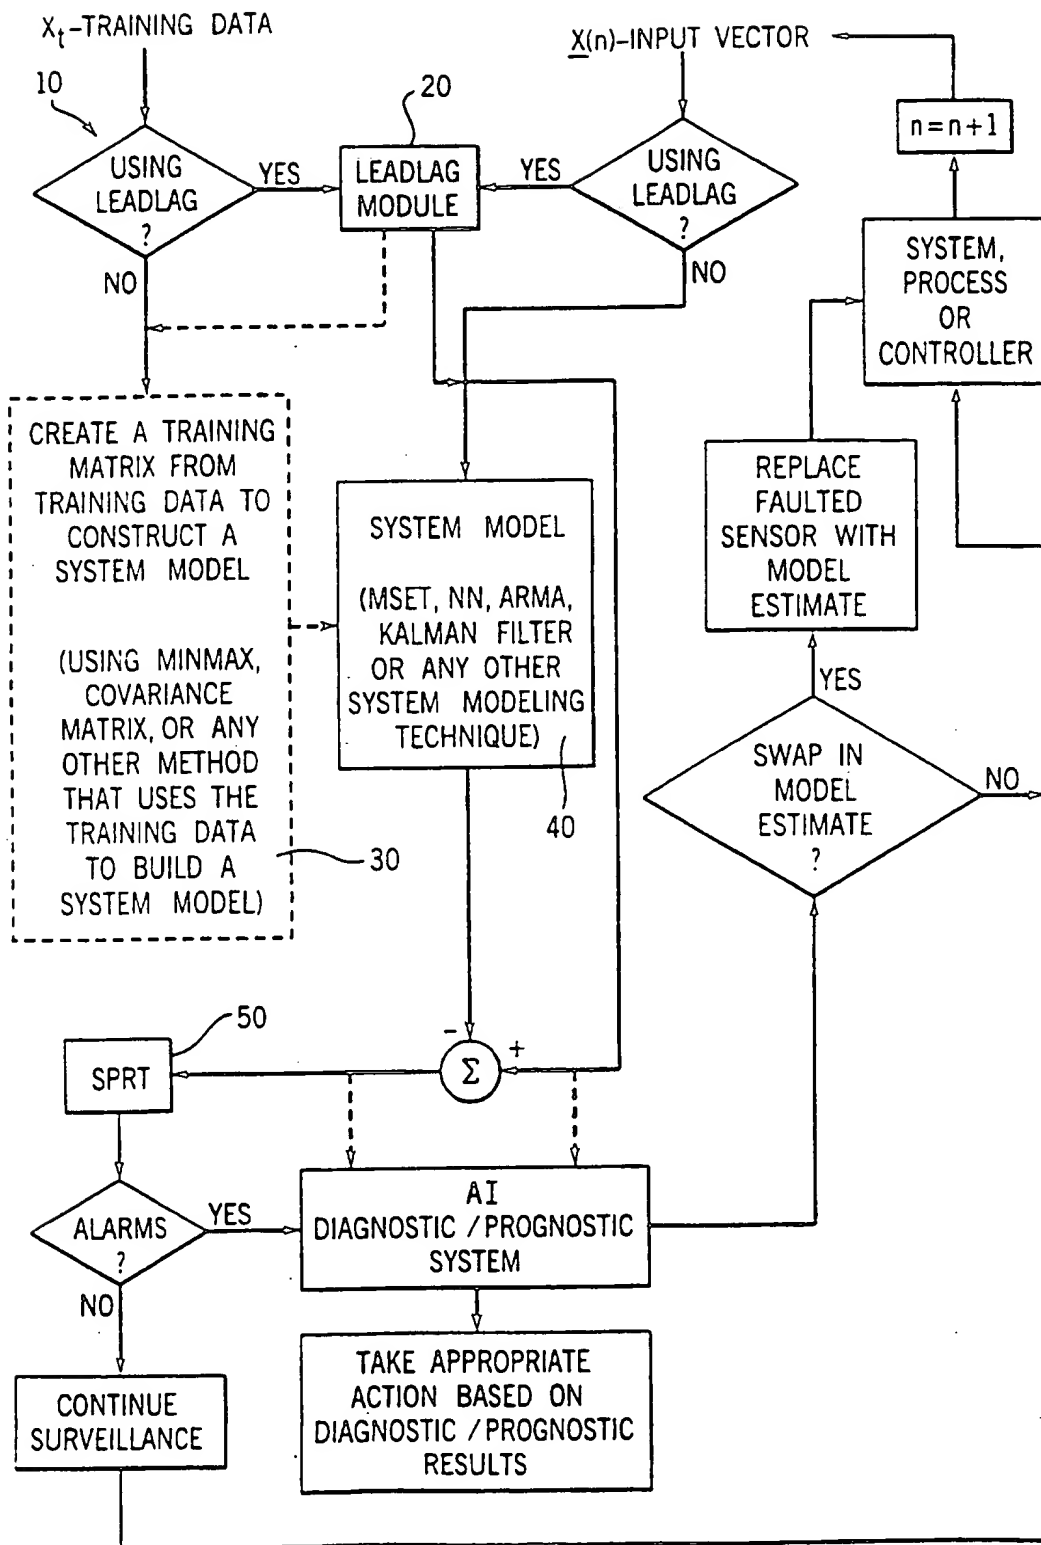 Xt-TRAINING DATA
X(n)-INPUT VECTOR
10
20
n=n+1
USING
LEADLAG
?
YES
LEADLAG
MODULE
YES
USING
LEADLAG
?
NO
NO
SYSTEM,
PROCESS
OR
CONTROLLER
CREATE A TRAINING
MATRIX FROM
TRAINING DATA TO
CONSTRUCT A
SYSTEM MODEL
(USING MINMAX,
COVARIANCE
MATRIX, OR ANY
OTHER METHOD
THAT USES THE
TRAINING DATA
TO BUILD A
SYSTEM MODEL)
30
SYSTEM MODEL
(MSET, NN, ARMA,
KALMAN FILTER
OR ANY OTHER
SYSTEM MODELING
TECHNIQUE)
40
REPLACE
FAULTED
SENSOR WITH
MODEL
ESTIMATE
YES
SWAP IN
MODEL
ESTIMATE
?
NO
50
SPRT
-
Σ
+
ALARMS
?
YES
NO
AI
DIAGNOSTIC/PROGNOSTIC
SYSTEM
CONTINUE
SURVEILLANCE
TAKE APPROPRIATE
ACTION BASED ON
DIAGNOSTIC/PROGNOSTIC
RESULTS